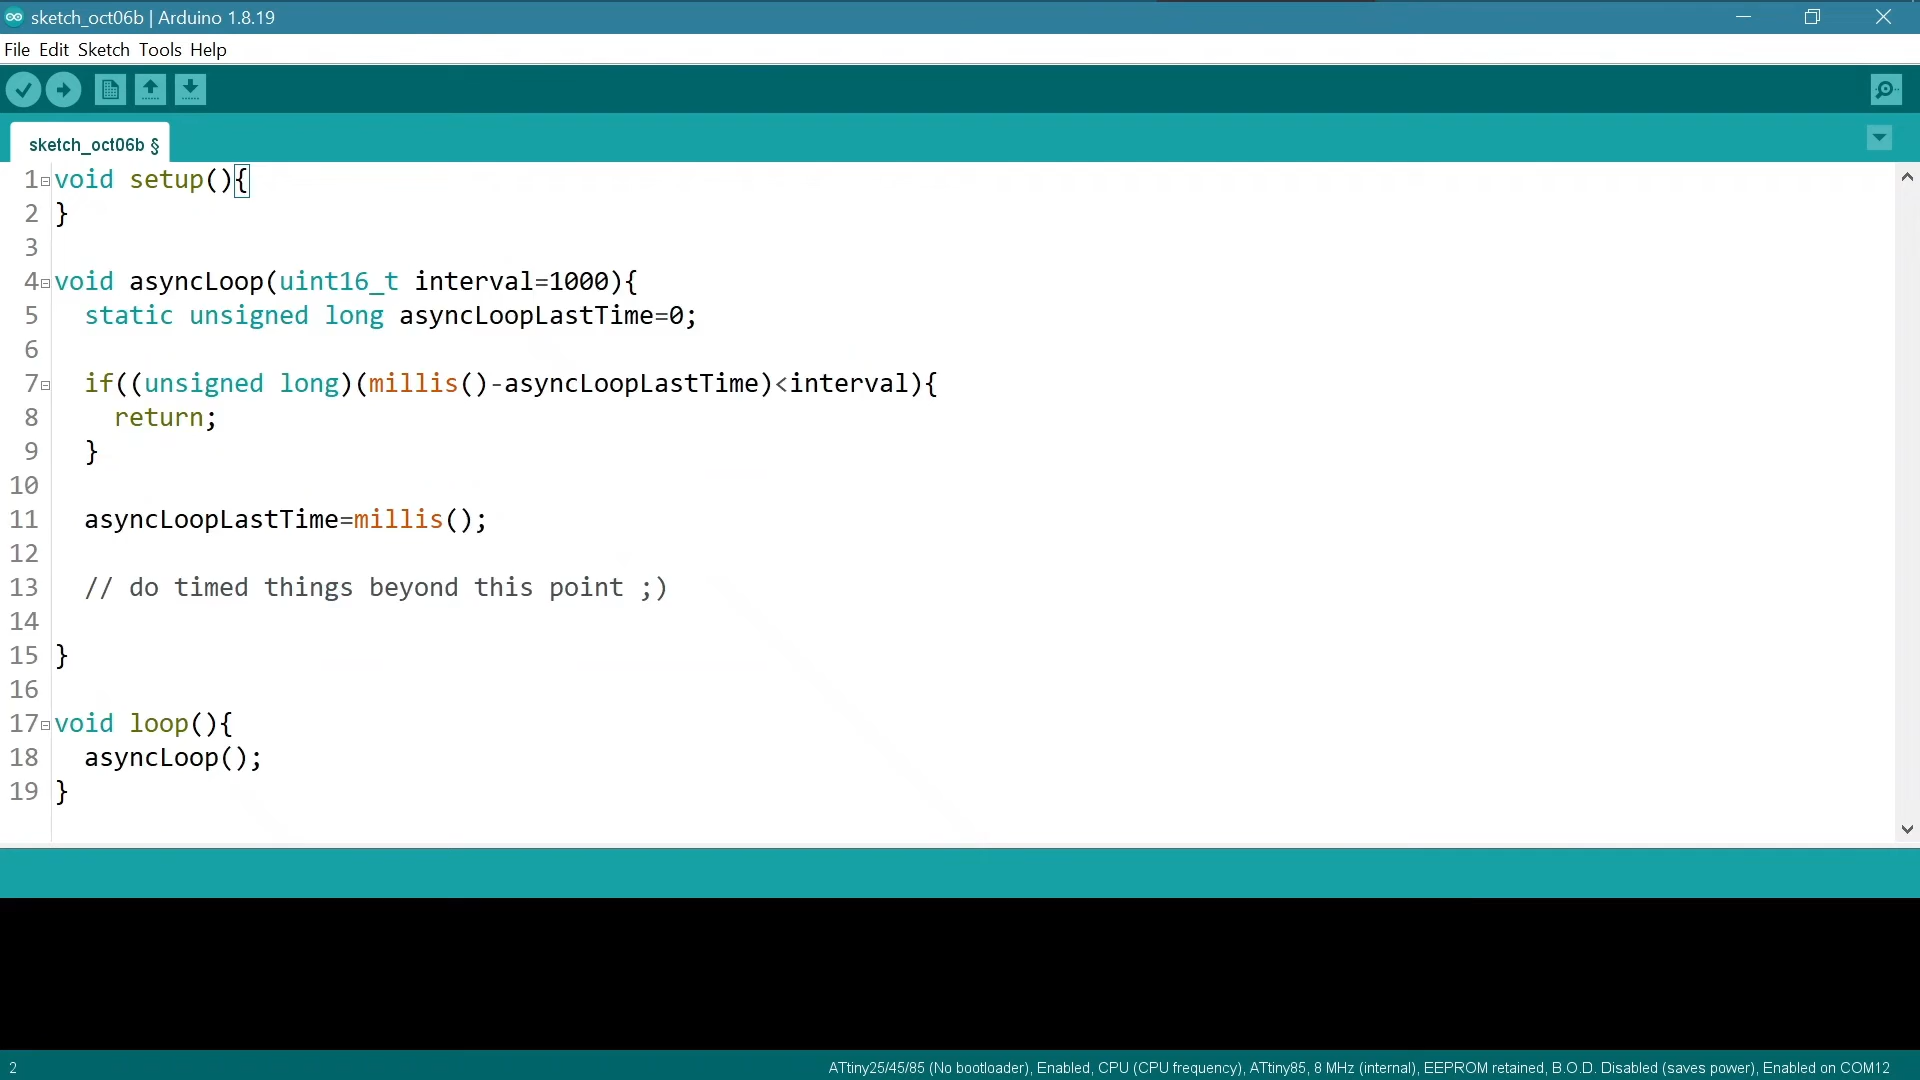 sketch_oct06b | Arduino 1.8.19
File Edit Sketch Tools Help
sketch_oct06b §
1 void setup(){
2 }
3
4 void asyncLoop(uint16_t interval=1000){
5   static unsigned long asyncLoopLastTime=0;
6
7   if((unsigned long)(millis()-asyncLoopLastTime)<interval){
8     return;
9   }
10
11   asyncLoopLastTime=millis();
12
13   // do timed things beyond this point ;)
14
15 }
16
17 void loop(){
18   asyncLoop();
19 }
2
ATtiny25/45/85 (No bootloader), Enabled, CPU (CPU frequency), ATtiny85, 8 MHz (internal), EEPROM retained, B.O.D. Disabled (saves power), Enabled on COM12